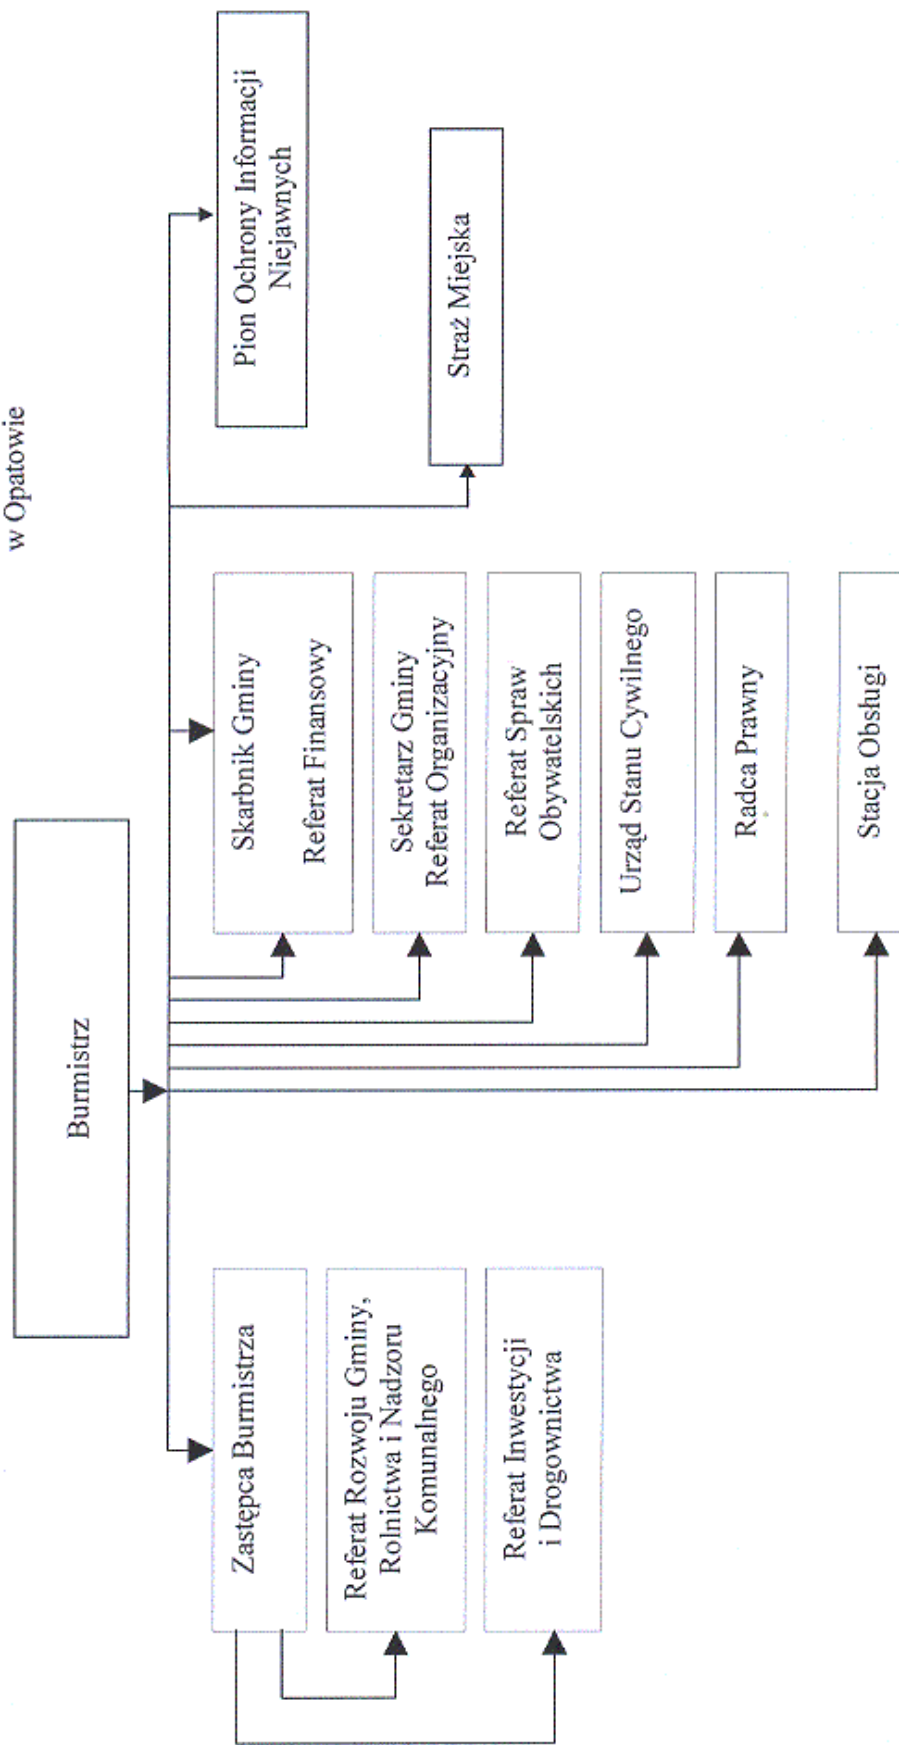 w Opatowie
Burmistrz
Zastępca Burmistrza
Referat Rozwoju Gminy,
Rolnictwa i Nadzoru
Komunalnego
Referat Inwestycji
i Drogownictwa
Skarbnik Gminy
Referat Finansowy
Sekretarz Gminy
Referat Organizacyjny
Referat Spraw
Obywatelskich
Urząd Stanu Cywilnego
Radca Prawny
Stacja Obsługi
Pion Ochrony Informacji
Niejawnych
Straż Miejska